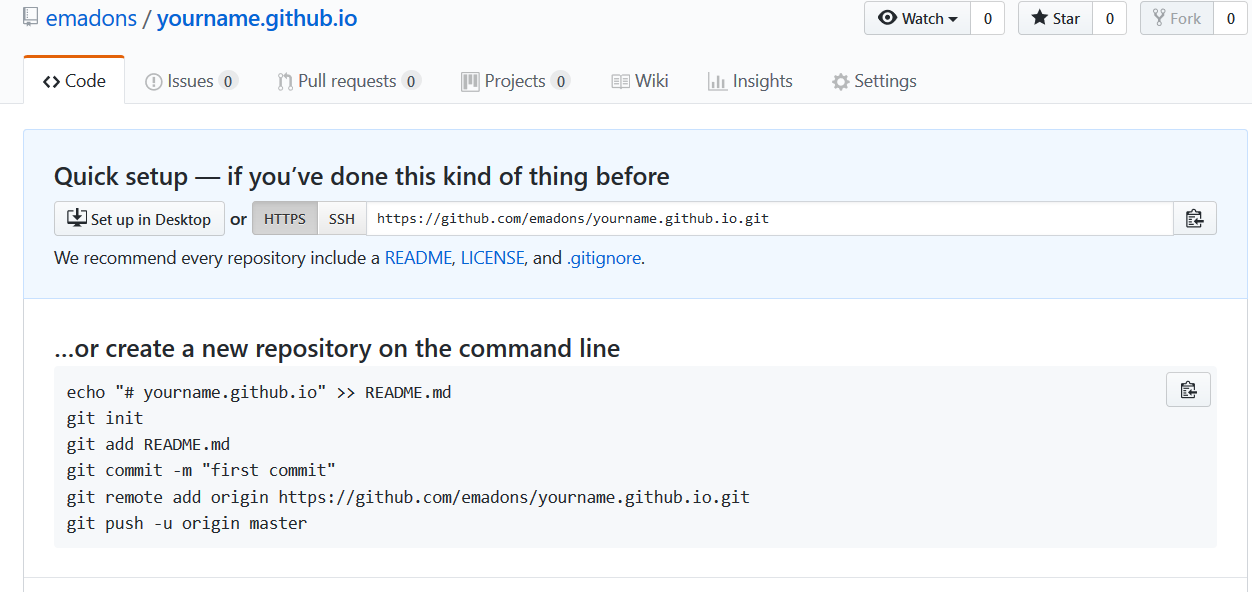 emadons / yourname.github.io
Watch 0 Star 0 Fork 0
Code Issues 0 Pull requests 0 Projects 0 Wiki Insights Settings
Quick setup — if you’ve done this kind of thing before
Set up in Desktop or HTTPS SSH https://github.com/emadons/yourname.github.io.git
We recommend every repository include a README, LICENSE, and .gitignore.
…or create a new repository on the command line
echo "# yourname.github.io" >> README.md
git init
git add README.md
git commit -m "first commit"
git remote add origin https://github.com/emadons/yourname.github.io.git
git push -u origin master